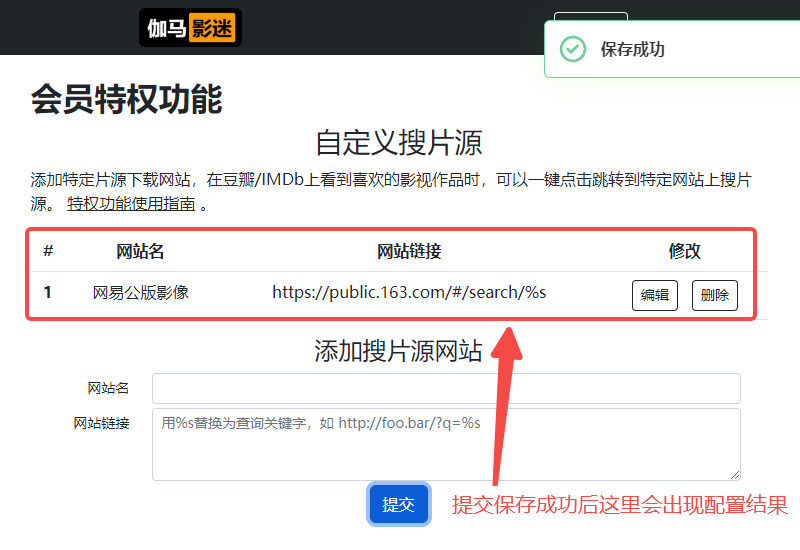 伽马影迷
保存成功
会员特权功能
自定义搜片源
添加特定片源下载网站，在豆瓣/IMDb上看到喜欢的影视作品时，可以一键点击跳转到特定网站上搜片
源。 特权功能使用指南 。
# 网站名 网站链接 修改
1 网易公版影像 https://public.163.com/#/search/%s 编辑 删除
添加搜片源网站
网站名
网站链接 用%s替换为查询关键字，如 http://foo.bar/?q=%s
提交 提交保存成功后这里会出现配置结果